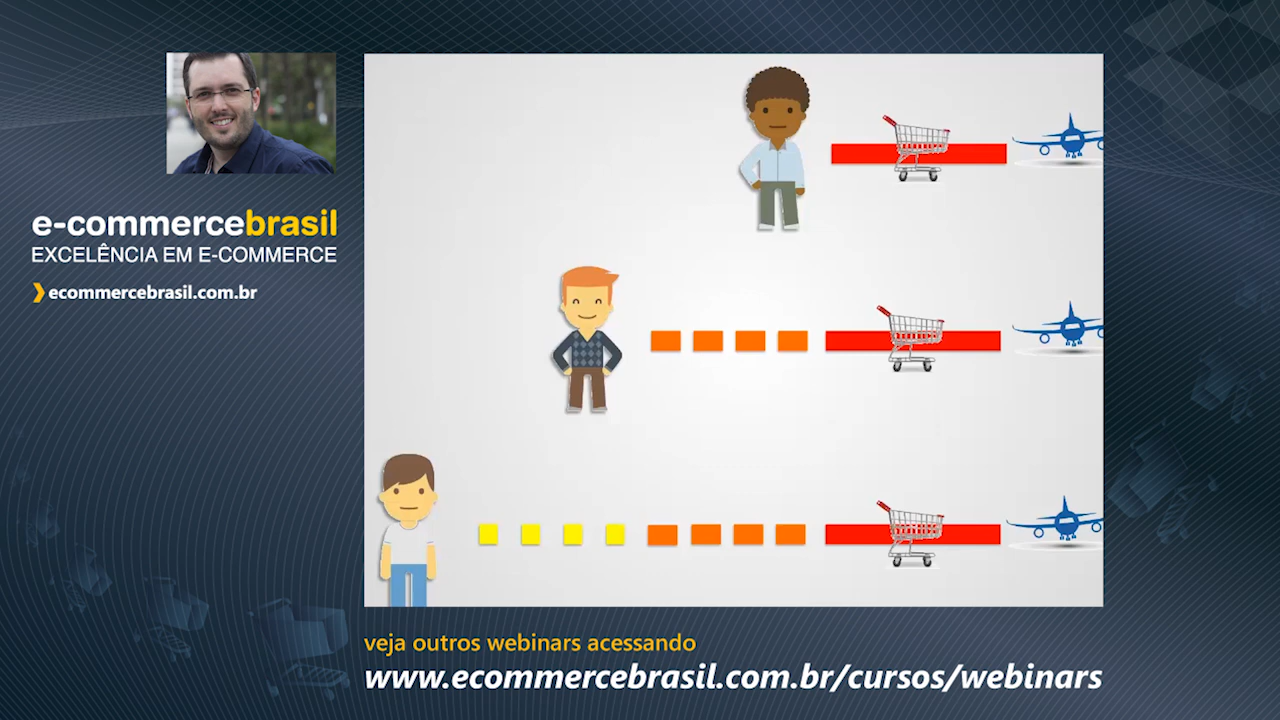 e-commercebrasil
EXCELÊNCIA EM E-COMMERCE
ecommercebrasil.com.br
veja outros webinars acessando
www.ecommercebrasil.com.br/cursos/webinars